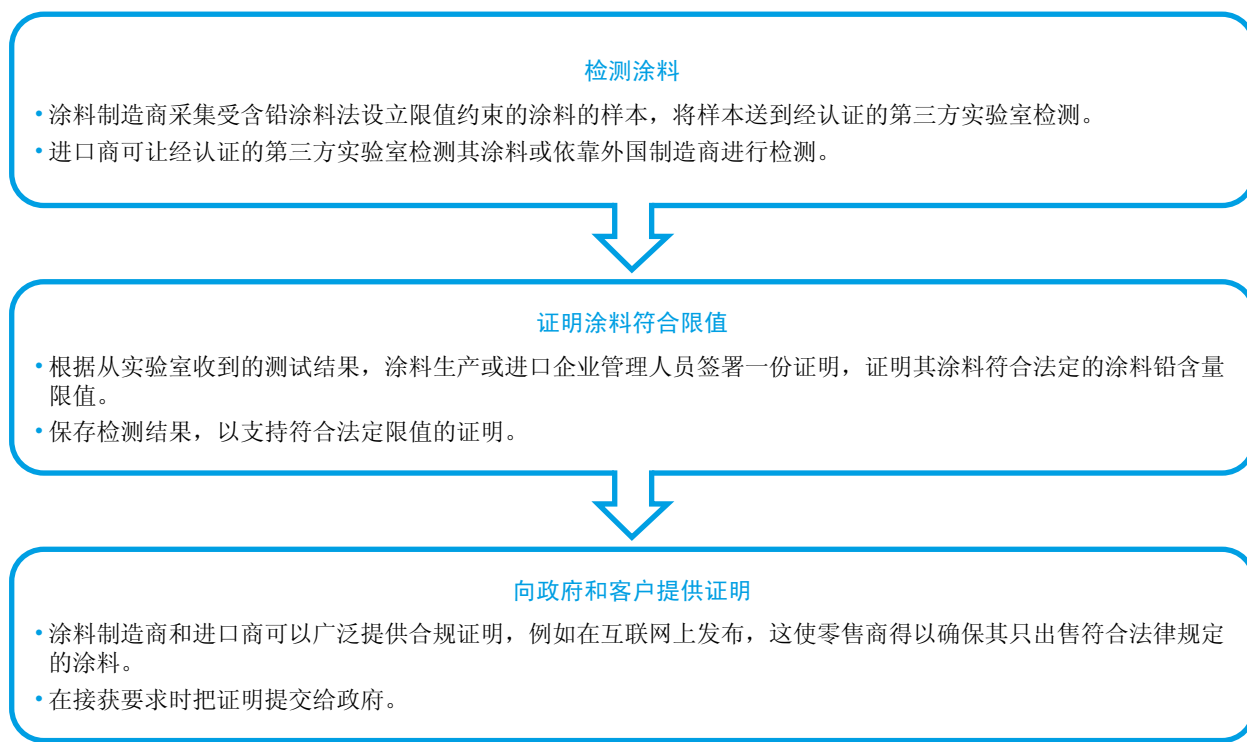 检测涂料
• 涂料制造商采集受含铅涂料法设立限值约束的涂料的样本，将样本送到经认证的第三方实验室检测。
• 进口商可让经认证的第三方实验室检测其涂料或依靠外国制造商进行检测。
证明涂料符合限值
• 根据从实验室收到的测试结果，涂料生产或进口企业管理人员签署一份证明，证明其涂料符合法定的涂料铅含量
限值。
• 保存检测结果，以支持符合法定限值的证明。
向政府和客户提供证明
• 涂料制造商和进口商可以广泛提供合规证明，例如在互联网上发布，这使零售商得以确保其只出售符合法律规定
的涂料。
• 在接获要求时把证明提交给政府。